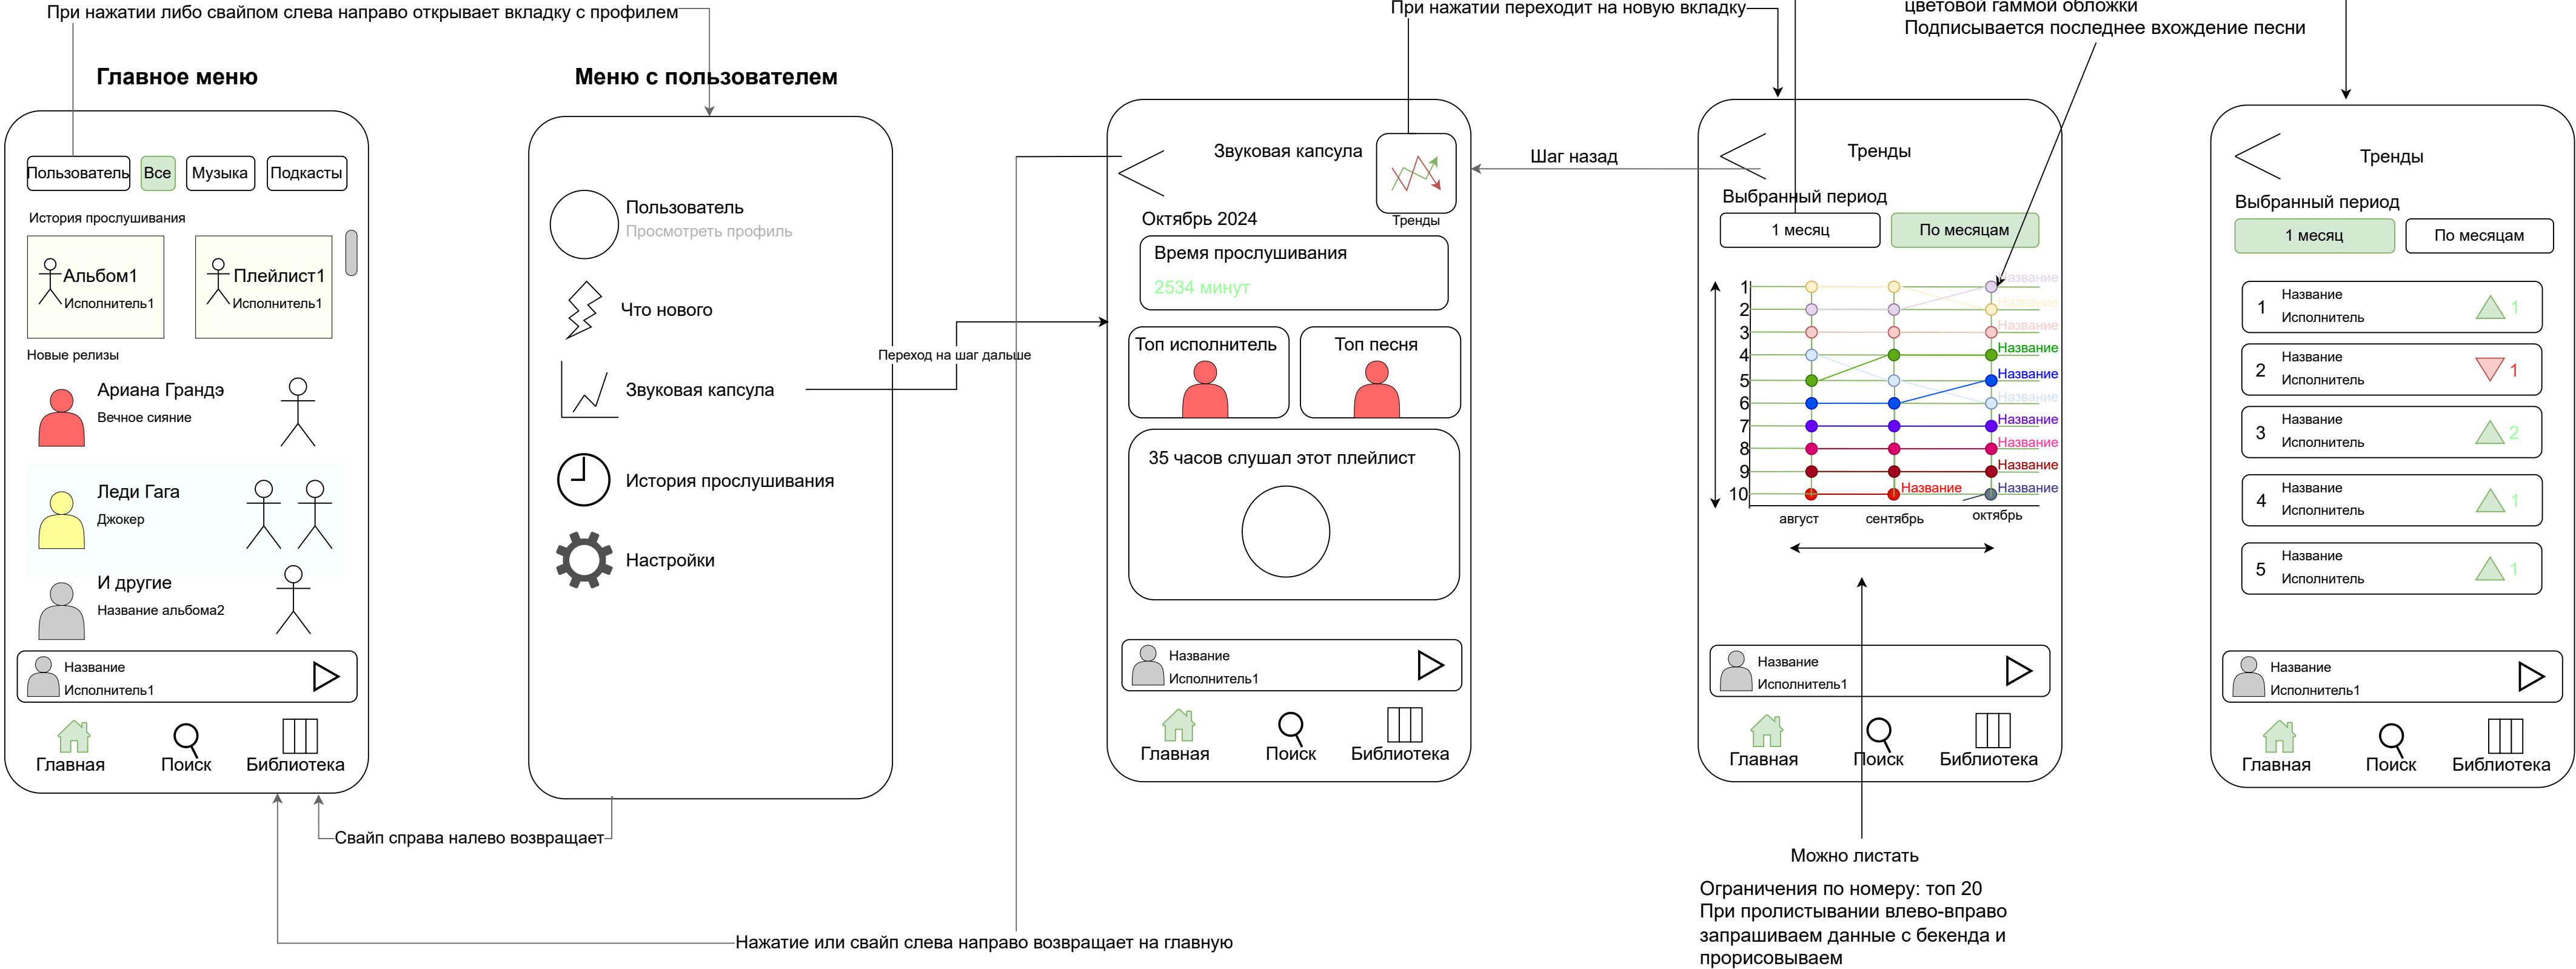 При нажатии либо свайпом слева направо открывает вкладку с профилем
При нажатии переходит на новую вкладку
цветовой гаммой обложки
Подписывается последнее вхождение песни
Главное меню
Пользователь
Все
Музыка
Подкасты
История прослушивания
Альбом1
Исполнитель1
Плейлист1
Исполнитель1
Новые релизы
Ариана Грандэ
Вечное сияние
Леди Гага
Джокер
И другие
Название альбома2
Название
Исполнитель1
Главная
Поиск
Библиотека
Меню с пользователем
Пользователь
Просмотреть профиль
Что нового
Звуковая капсула
История прослушивания
Настройки
Переход на шаг дальше
Свайп справа налево возвращает
Нажатие или свайп слева направо возвращает на главную
Звуковая капсула
Тренды
Октябрь 2024
Время прослушивания
2534 минут
Топ исполнитель
Топ песня
35 часов слушал этот плейлист
Название
Исполнитель1
Главная
Поиск
Библиотека
Шаг назад
Тренды
Выбранный период
1 месяц
По месяцам
1
Название
2
Название
3
Название
4
Название
5
Название
6
Название
7
Название
8
Название
9
Название
10
Название
Название
август
сентябрь
октябрь
Название
Исполнитель1
Главная
Поиск
Библиотека
Можно листать
Ограничения по номеру: топ 20
При пролистывании влево-вправо
запрашиваем данные с бекенда и
прорисовываем
Тренды
Выбранный период
1 месяц
По месяцам
1
Название
Исполнитель
1
2
Название
Исполнитель
1
3
Название
Исполнитель
2
4
Название
Исполнитель
1
5
Название
Исполнитель
1
Название
Исполнитель1
Главная
Поиск
Библиотека